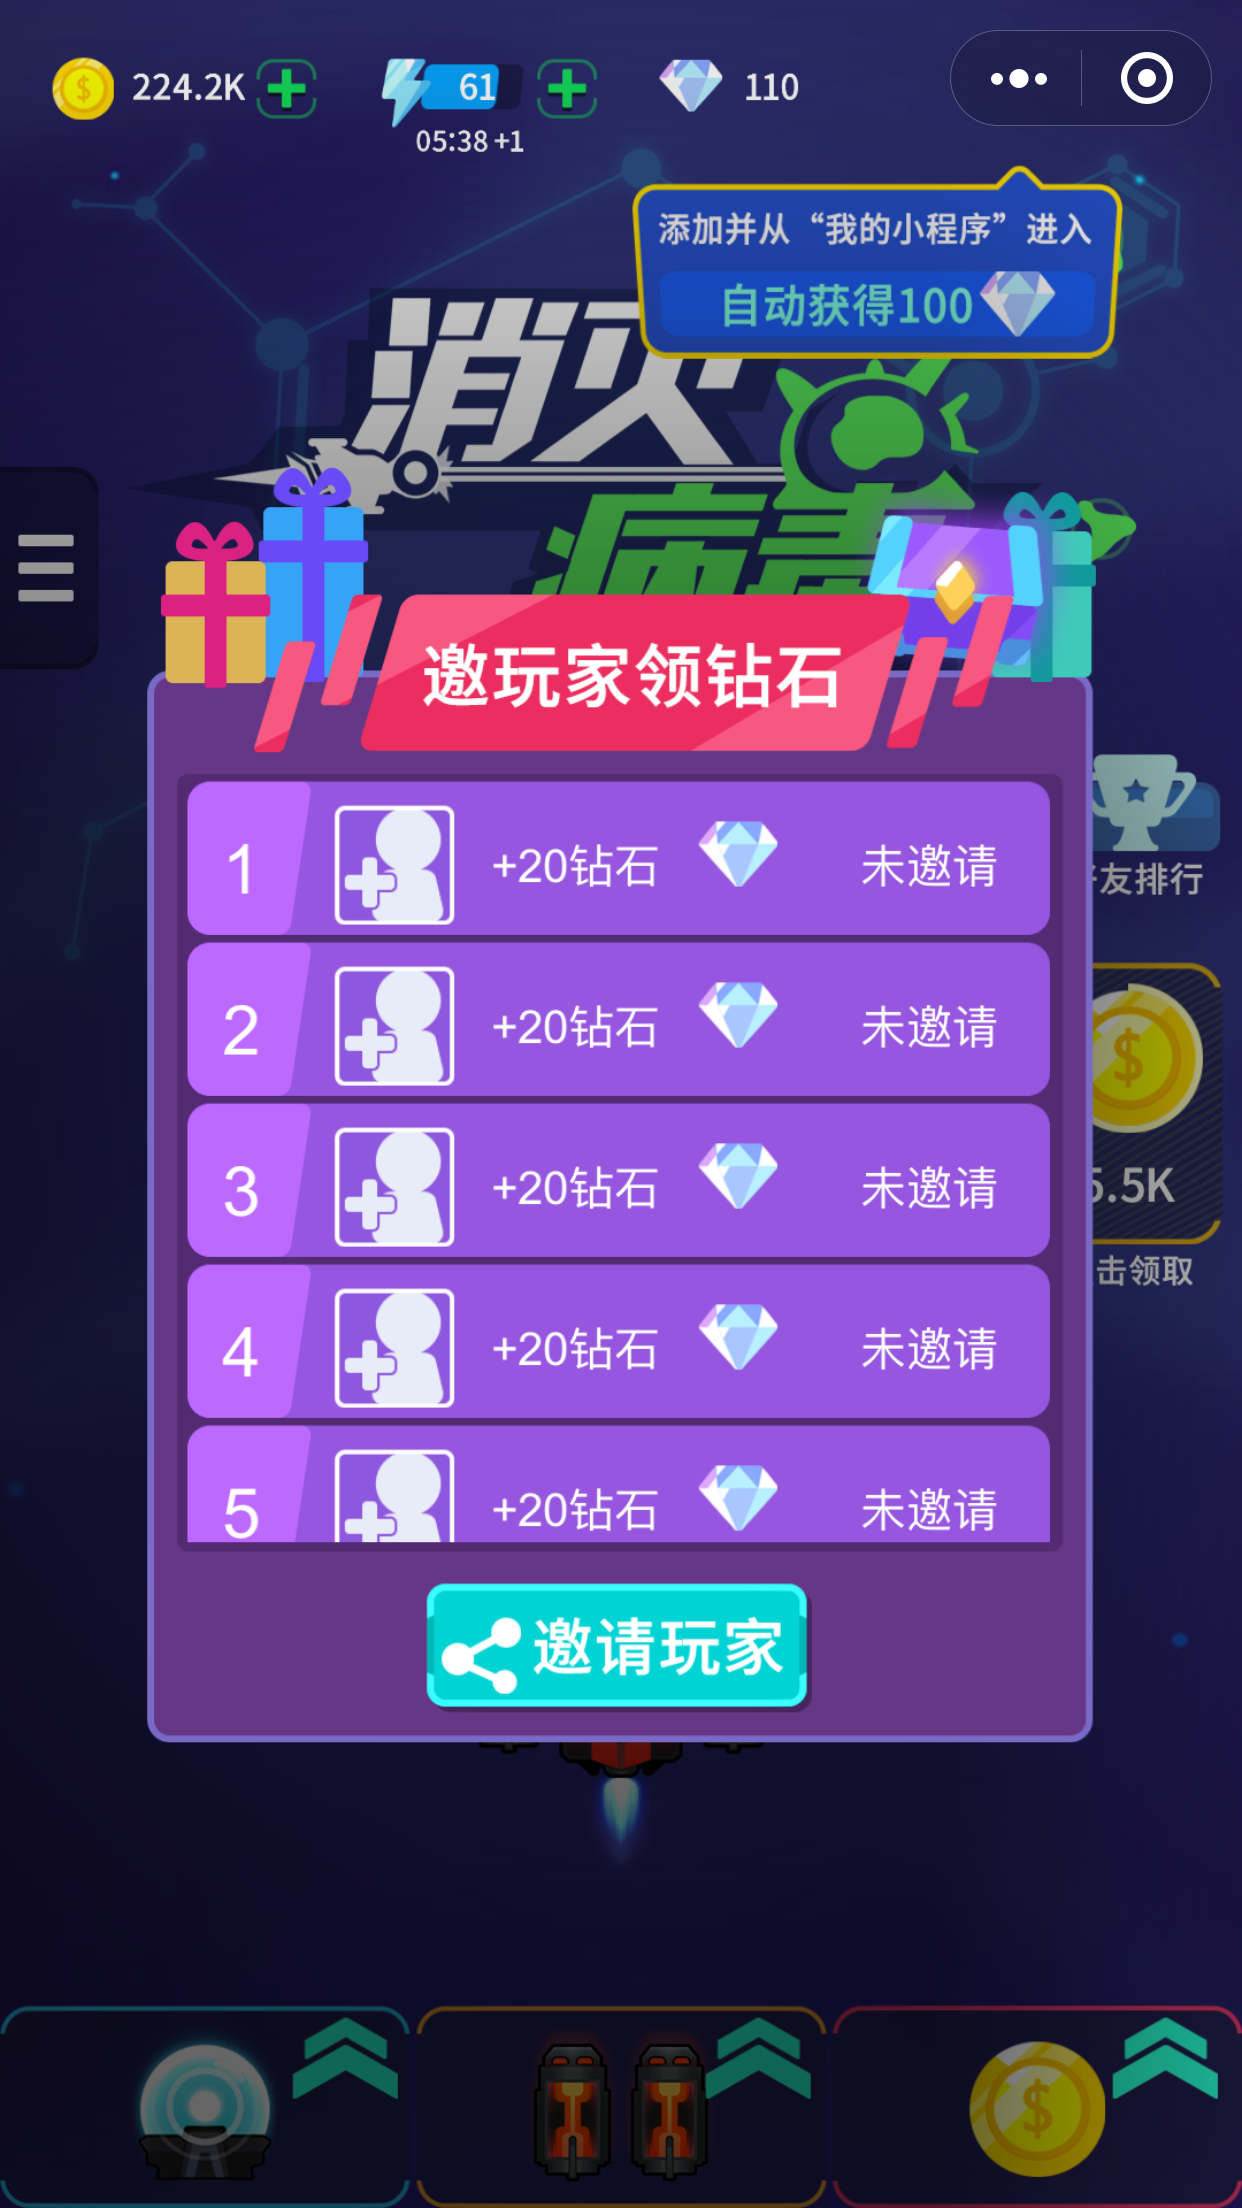 224.2K
61
110
05:38 +1
添加并从“我的小程序”进入
自动获得100
消灭
病毒
邀玩家领钻石
1 +20钻石 未邀请
2 +20钻石 未邀请
3 +20钻石 未邀请
4 +20钻石 未邀请
5 +20钻石 未邀请
友排行
5.5K
击领取
邀请玩家